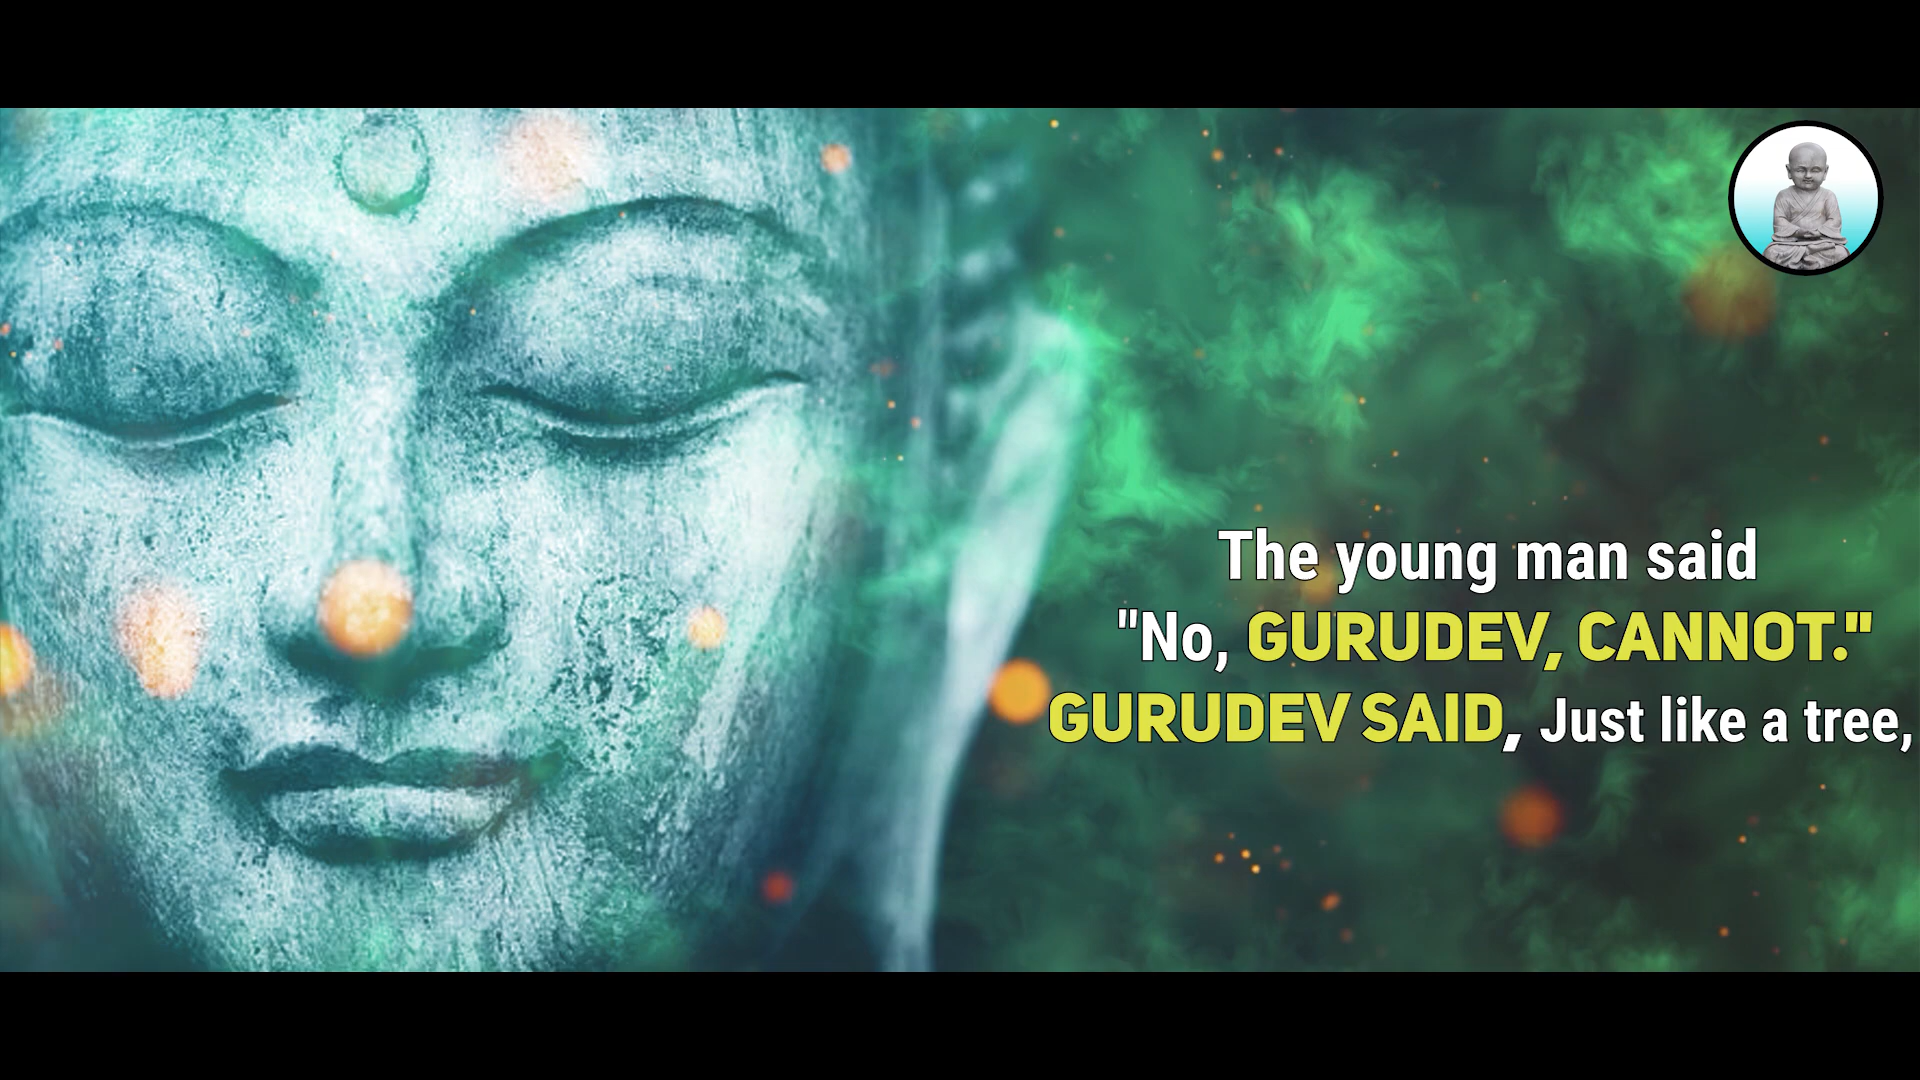 The young man said
"No, GURUDEV, CANNOT."
GURUDEV SAID, Just like a tree,